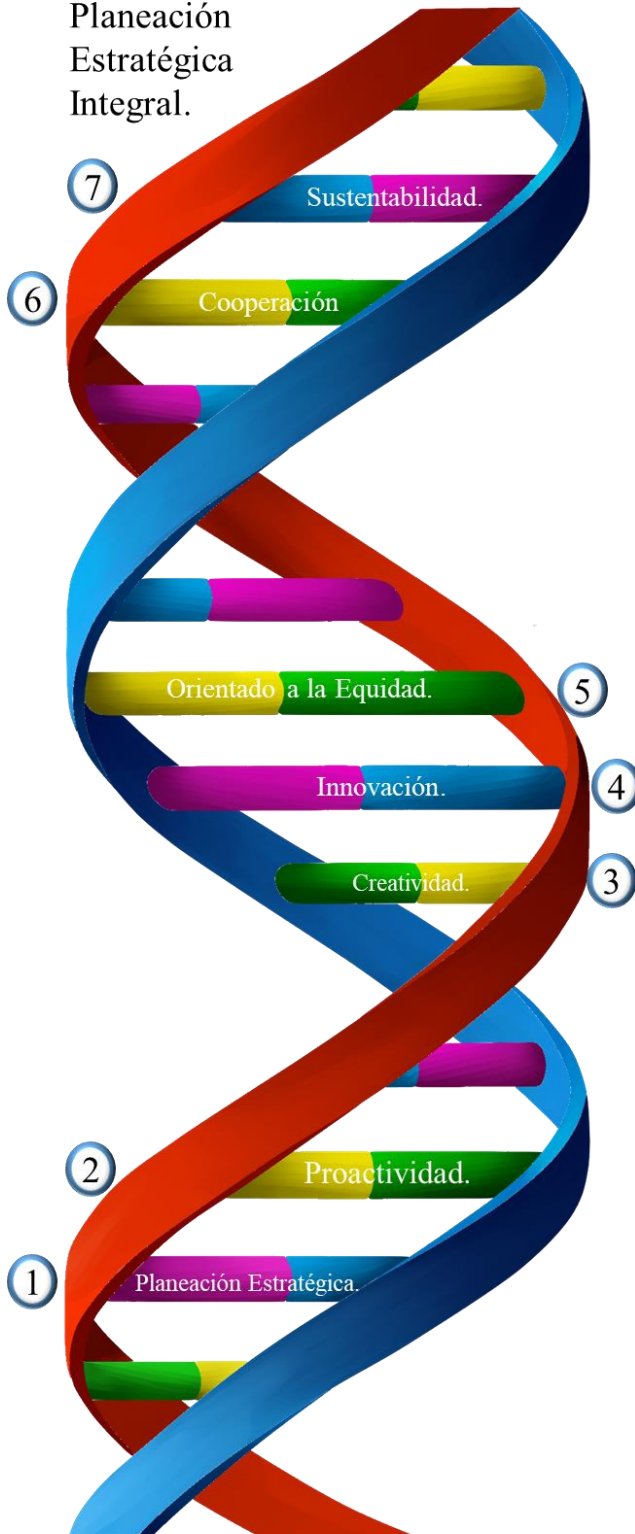 Planeación
Estratégica
Integral.
7
Sustentabilidad.
6
Cooperación
Orientado a la Equidad.
5
Innovación.
4
Creatividad.
3
2
Proactividad.
1
Planeación Estratégica.